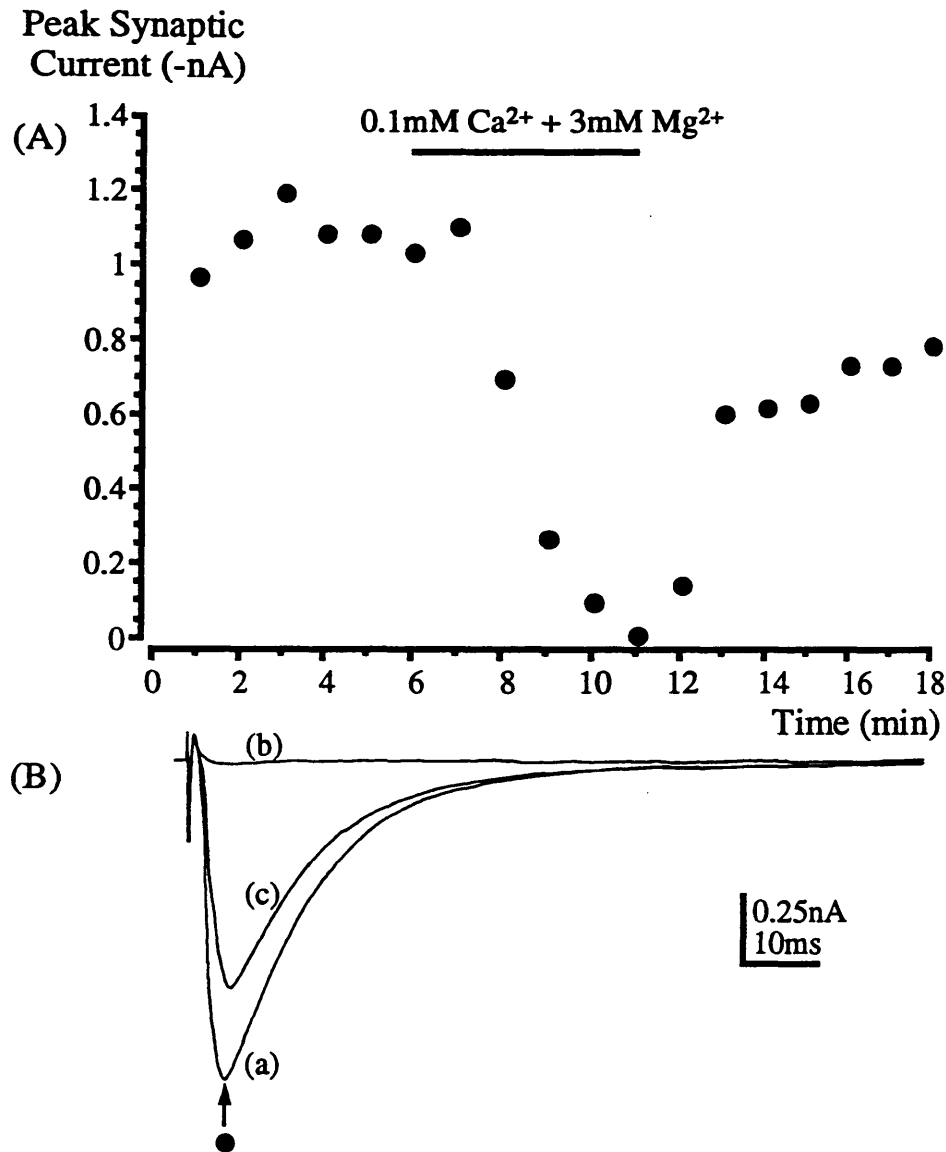 Peak Synaptic
Current (-nA)
(A)
0.1mM Ca²⁺ + 3mM Mg²⁺
1.4
1.2
1
0.8
0.6
0.4
0.2
0
0 2 4 6 8 10 12 14 16 18
Time (min)
(B)
(b)
(c)
(a)
0.25nA
10ms